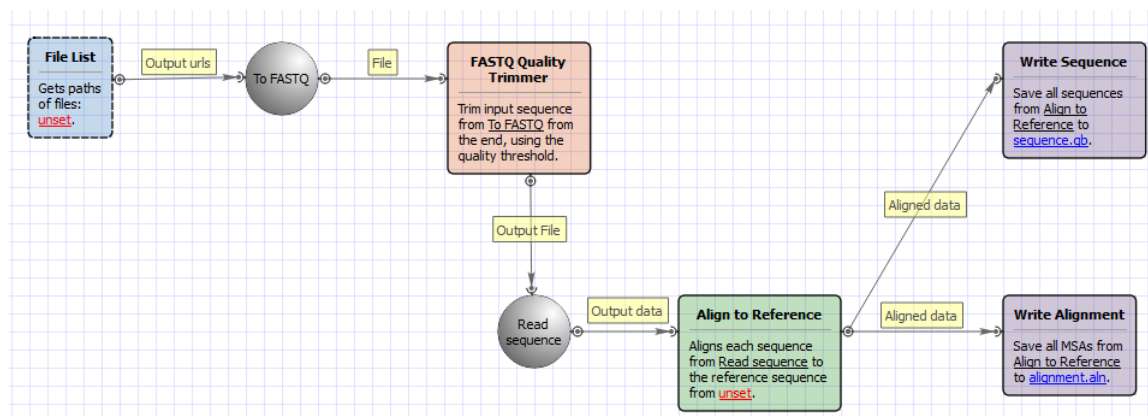 File List
Gets paths
of files:
unset.
Output urls
To FASTQ
File
FASTQ Quality
Trimmer
Trim input sequence
from To FASTQ from
the end, using the
quality threshold.
Output File
Read
sequence
Output data
Align to Reference
Aligns each sequence
from Read sequence to
the reference sequence
from unset.
Aligned data
Write Sequence
Save all sequences
from Align to
Reference to
sequence.gb.
Aligned data
Write Alignment
Save all MSAs from
Align to Reference
to alignment.aln.